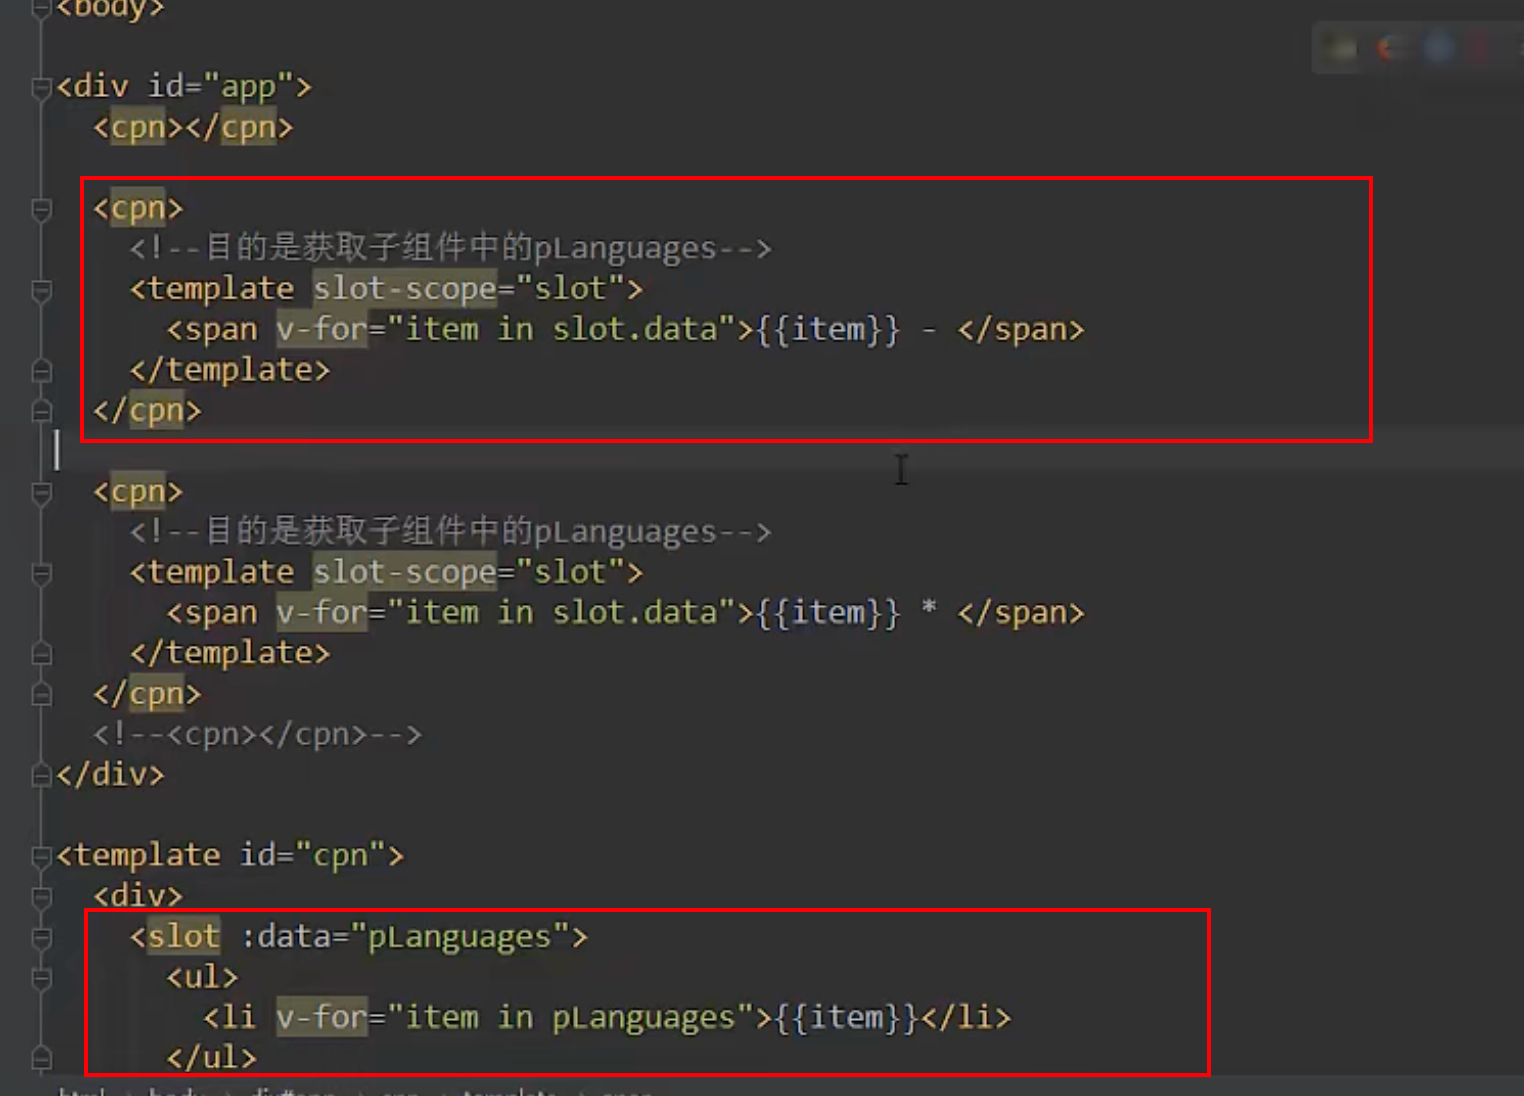 <body>
<div id="app">
<cpn></cpn>
<cpn>
<!--目的是获取子组件中的pLanguages-->
<template slot-scope="slot">
<span v-for="item in slot.data">{{item}} - </span>
</template>
</cpn>
<cpn>
<!--目的是获取子组件中的pLanguages-->
<template slot-scope="slot">
<span v-for="item in slot.data">{{item}} * </span>
</template>
</cpn>
<!--<cpn></cpn>-->
</div>
<template id="cpn">
<div>
<slot :data="pLanguages">
<ul>
<li v-for="item in pLanguages">{{item}}</li>
</ul>